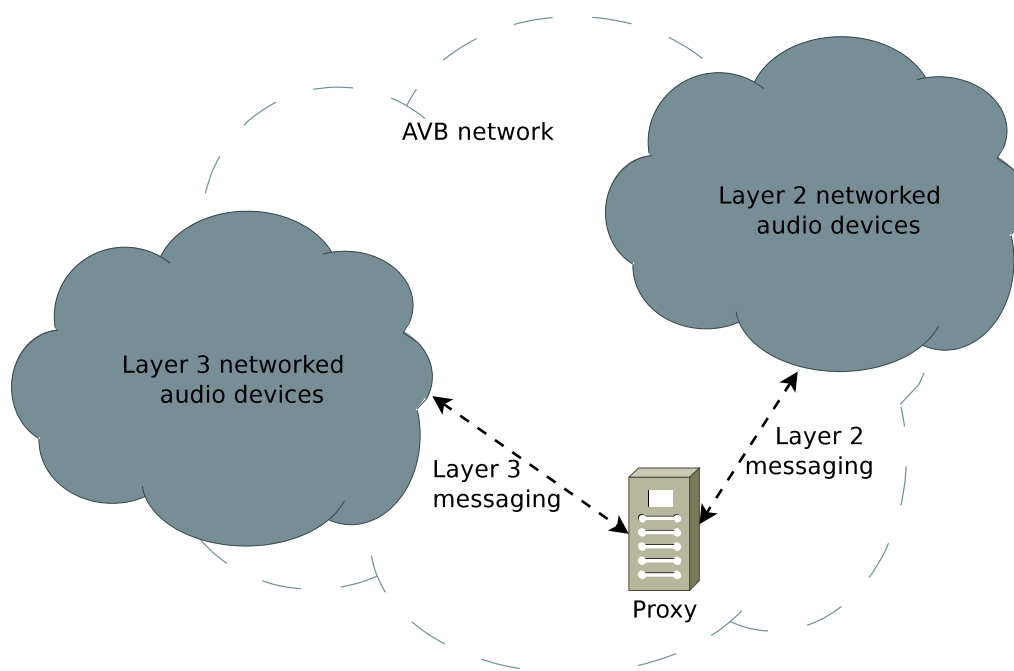 AVB network
Layer 2 networked
audio devices
Layer 3 networked
audio devices
Layer 2
messaging
Layer 3
messaging
Proxy